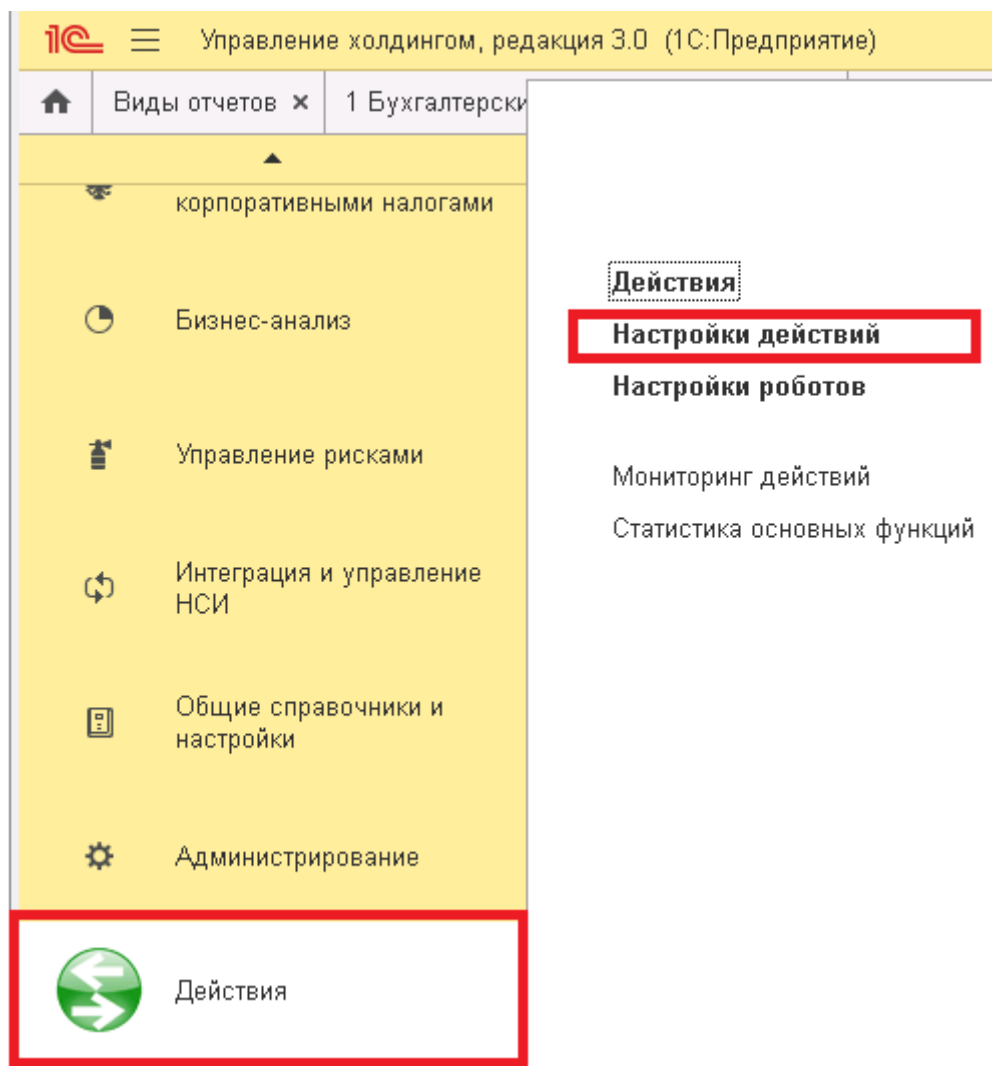 1С Управление холдингом, редакция 3.0 (1С:Предприятие)
Виды отчетов × 1 Бухгалтерски
корпоративными налогами
Бизнес-анализ
Управление рисками
Интеграция и управление
НСИ
Общие справочники и
настройки
Администрирование
Действия
Действия
Настройки действий
Настройки роботов
Мониторинг действий
Статистика основных функций